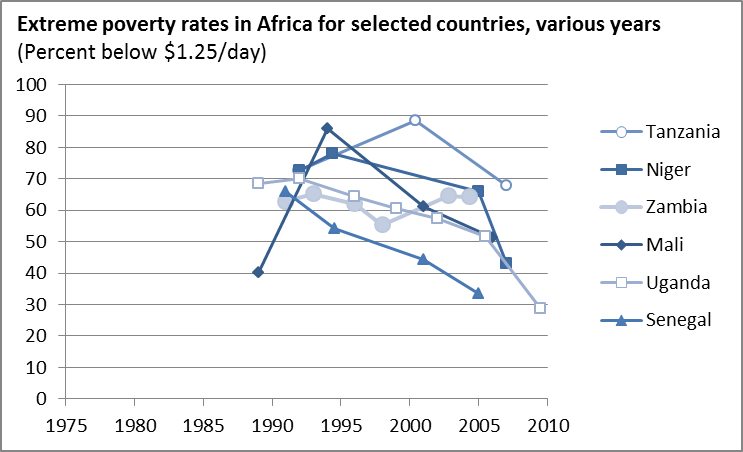 Extreme poverty rates in Africa for selected countries, various years
(Percent below $1.25/day)
100
90
80
70
60
50
40
30
20
10
0
1975 1980 1985 1990 1995 2000 2005 2010
Tanzania
Niger
Zambia
Mali
Uganda
Senegal